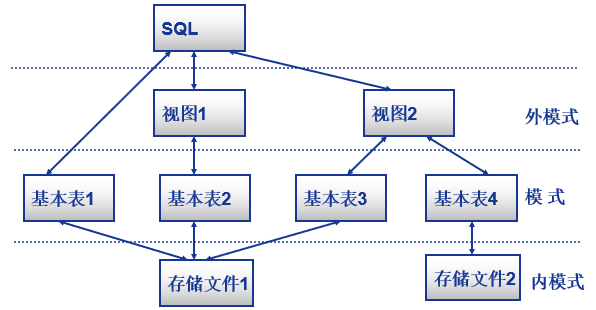 SQL
视图1
视图2
外模式
基本表1
基本表2
基本表3
基本表4
模 式
存储文件1
存储文件2
内模式